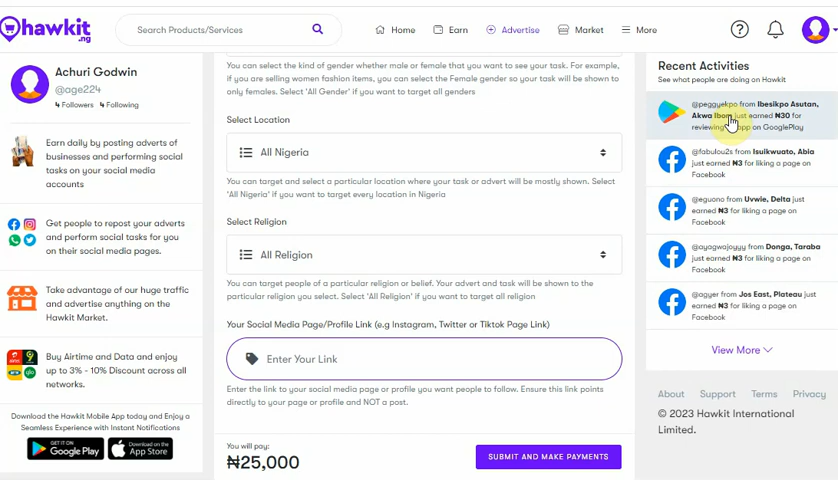 hawkit
.ng
Search Products/Services
Home
Earn
Advertise
Market
More
Achuri Godwin
@age224
4 Followers 4 Following
Earn daily by posting adverts of
businesses and performing social
tasks on your social media
accounts
Get people to repost your adverts
and perform social tasks for you
on their social media pages.
Take advantage of our huge traffic
and advertise anything on the
Hawkit Market.
Buy Airtime and Data and enjoy
up to 3% - 10% Discount across all
networks.
Download the Hawkit Mobile App today and Enjoy a
Seamless Experience with Instant Notifications
GET IT ON
Google Play
Download on the
App Store
You can select the kind of gender whether male or female that you want to see your task. For example,
if you are selling women fashion items, you can select the Female gender so your task will be shown to
only females. Select 'All Gender' if you want to target all genders
Select Location
All Nigeria
You can target and select a particular location where your task or advert will be mostly shown. Select
'All Nigeria' if you want to target every location in Nigeria
Select Religion
All Religion
You can target people of a particular religion or belief. Your advert and task will be shown to the
particular religion you select. Select 'All Religion' if you want to target all religion
Your Social Media Page/Profile Link (e.g Instagram, Twitter or Tiktok Page Link)
Enter Your Link
Enter the link to your social media page or profile you want people to follow. Ensure this link points
directly to your page or profile and NOT a post.
You will pay:
₦25,000
SUBMIT AND MAKE PAYMENTS
Recent Activities
See what people are doing on Hawkit
@peggyekpo from Ibesikpo Asutan,
Akwa Ibom just earned ₦30 for
reviewing app on GooglePlay
@fabulou2s from Isuikwuato, Abia
just earned ₦3 for liking a page on
Facebook
@eguono from Uvwie, Delta just
earned ₦3 for liking a page on
Facebook
@ayagwajoyyy from Donga, Taraba
just earned ₦3 for liking a page on
Facebook
@agyer from Jos East, Plateau just
earned ₦3 for liking a page on
Facebook
View More
About Support Terms Privacy
© 2023 Hawkit International
Limited.